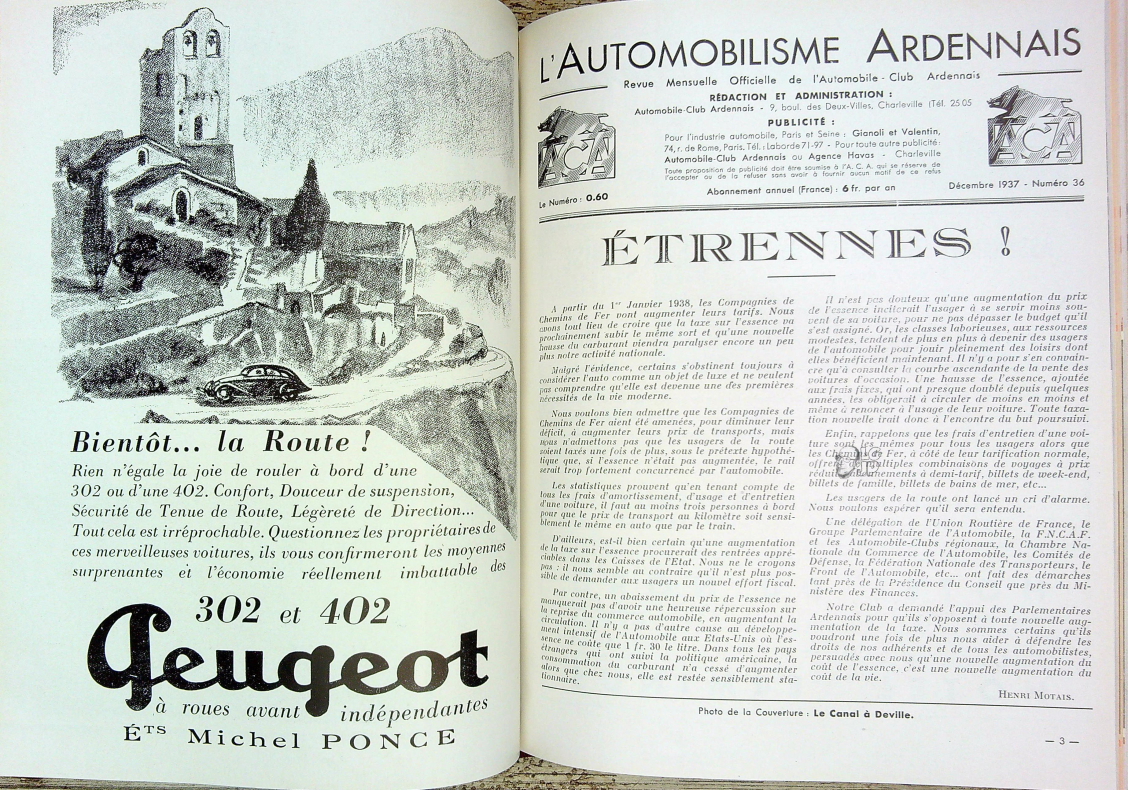 Bientôt... la Route !
Rien n'égale la joie de rouler à bord d'une
302 ou d'une 402. Confort, Douceur de suspension,
Sécurité de Tenue de Route, Légèreté de Direction...
Tout cela est irréprochable. Questionnez les propriétaires de
ces merveilleuses voitures, ils vous confirmeront les moyennes
surprenantes et l'économie réellement imbattable des
302 et 402
Peugeot
à roues avant indépendantes
Éts Michel PONCE
L'AUTOMOBILISME ARDENNAIS
Revue Mensuelle Officielle de l'Automobile-Club Ardennais
RÉDACTION ET ADMINISTRATION :
Automobile-Club Ardennais - 9, boul. des Deux-Villes, Charleville (Tél. 25 05
PUBLICITÉ :
Pour l'industrie automobile, Paris et Seine : Gianoli et Valentin,
74, r. de Rome, Paris. Tél. : Laborde 71-97 - Pour toute autre publicité :
Automobile-Club Ardennais ou Agence Havas - Charleville
Toute proposition de publicité doit être soumise à l'A. C. A. qui se réserve de
l'accepter ou de la refuser sans avoir à fournir aucun motif de ce refus
ACA
ACA
Le Numéro : 0.60
Abonnement annuel (France) : 6 fr. par an
Décembre 1937 - Numéro 36
ÉTRENNES !
A partir du 1er Janvier 1938, les Compagnies de
Chemins de Fer vont augmenter leurs tarifs. Nous
avons tout lieu de croire que la taxe sur l'essence va
prochainement subir le même sort et qu'une nouvelle
hausse du carburant viendra paralyser encore un peu
plus notre activité nationale.
Malgré l'évidence, certains s'obstinent toujours à
considérer l'auto comme un objet de luxe et ne veulent
pas comprendre qu'elle est devenue une des premières
nécessités de la vie moderne.
Nous voulons bien admettre que les Compagnies de
Chemins de Fer aient été amenées, pour diminuer leur
déficit, à augmenter leurs prix de transports, mais
nous n'admettons pas que les usagers de la route
soient taxés une fois de plus, sous le prétexte hypothé-
tique que, si l'essence n'était pas augmentée, le rail
serait trop fortement concurrencé par l'automobile.
Les statistiques prouvent qu'en tenant compte de
tous les frais d'amortissement, d'usage et d'entretien
d'une voiture, il faut au moins trois personnes à bord
pour que le prix de transport au kilomètre soit sensi-
blement le même en auto que par le train.
D'ailleurs, est-il bien certain qu'une augmentation
de la taxe sur l'essence procurerait des rentrées appré-
ciables dans les Caisses de l'Etat. Nous ne le croyons
pas : il nous semble au contraire qu'il n'est plus pos-
sible de demander aux usagers un nouvel effort fiscal.
Par contre, un abaissement du prix de l'essence ne
manquerait pas d'avoir une heureuse répercussion sur
la reprise du commerce automobile, en augmentant la
circulation. Il n'y a pas d'autre cause au développe-
ment intensif de l'Automobile aux Etats-Unis où l'es-
sence ne coûte que 1 fr. 30 le litre. Dans tous les pays
étrangers qui ont suivi la politique américaine, la
consommation du carburant n'a cessé d'augmenter
alors que chez nous, elle est restée sensiblement sta-
tionnaire.
Il n'est pas douteux qu'une augmentation du prix
de l'essence inciterait l'usager à se servir moins sou-
vent de sa voiture, pour ne pas dépasser le budget qu'il
s'est assigné. Or, les classes laborieuses, aux ressources
modestes, tendent de plus en plus à devenir des usagers
de l'automobile pour jouir pleinement des loisirs dont
elles bénéficient maintenant. Il n'y a pour s'en convain-
cre qu'à consulter la courbe ascendante de la vente des
voitures d'occasion. Une hausse de l'essence, ajoutée
aux frais fixes, qui ont presque doublé depuis quelques
années, les obligerait à circuler de moins en moins et
même à renoncer à l'usage de leur voiture. Toute taxa-
tion nouvelle irait donc à l'encontre du but poursuivi.
Enfin, rappelons que les frais d'entretien d'une voi-
ture sont les mêmes pour tous les usagers alors que
les Fer, à côté de leur tarification normale,
offrent multiples combinaisons de voyages à prix
à demi-tarif, billets de week-end,
billets de famille, billets de bains de mer, etc...
Les usagers de la route ont lancé un cri d'alarme.
Nous voulons espérer qu'il sera entendu.
Une délégation de l'Union Routière de France, le
Groupe Parlementaire de l'Automobile, la F.N.C.A.F.
et les Automobile-Clubs régionaux, la Chambre Na-
tionale du Commerce de l'Automobile, les Comités de
Défense, la Fédération Nationale des Transporteurs, le
Front de l'Automobile, etc... ont fait des démarches
tant près de la Présidence du Conseil que près du Mi-
nistère des Finances.
Notre Club a demandé l'appui des Parlementaires
Ardennais pour qu'ils s'opposent à toute nouvelle aug-
mentation de la taxe. Nous sommes certains qu'ils
voudront une fois de plus nous aider à défendre les
droits de nos adhérents et de tous les automobilistes,
persuadés avec nous qu'une nouvelle augmentation du
coût de l'essence, c'est une nouvelle augmentation du
coût de la vie.
HENRI MOTAIS.
Photo de la Couverture : Le Canal à Deville.
— 3 —